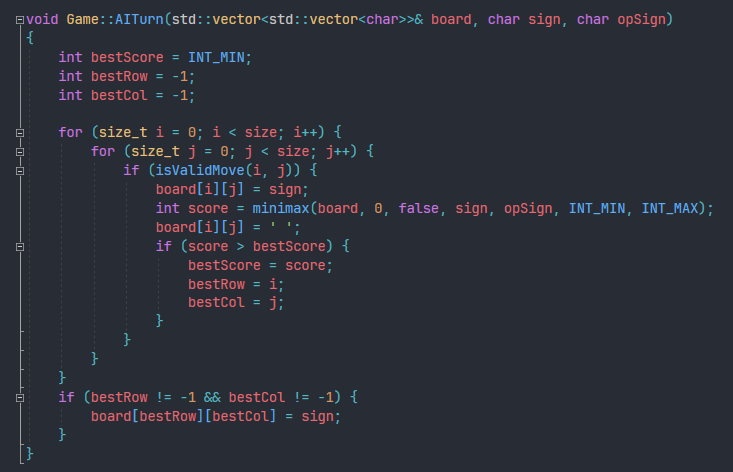 void Game::AITurn(std::vector<std::vector<char>>& board, char sign, char opSign)
{
    int bestScore = INT_MIN;
    int bestRow = -1;
    int bestCol = -1;

    for (size_t i = 0; i < size; i++) {
        for (size_t j = 0; j < size; j++) {
            if (isValidMove(i, j)) {
                board[i][j] = sign;
                int score = minimax(board, 0, false, sign, opSign, INT_MIN, INT_MAX);
                board[i][j] = ' ';
                if (score > bestScore) {
                    bestScore = score;
                    bestRow = i;
                    bestCol = j;
                }
            }
        }
    }
    if (bestRow != -1 && bestCol != -1) {
        board[bestRow][bestCol] = sign;
    }
}